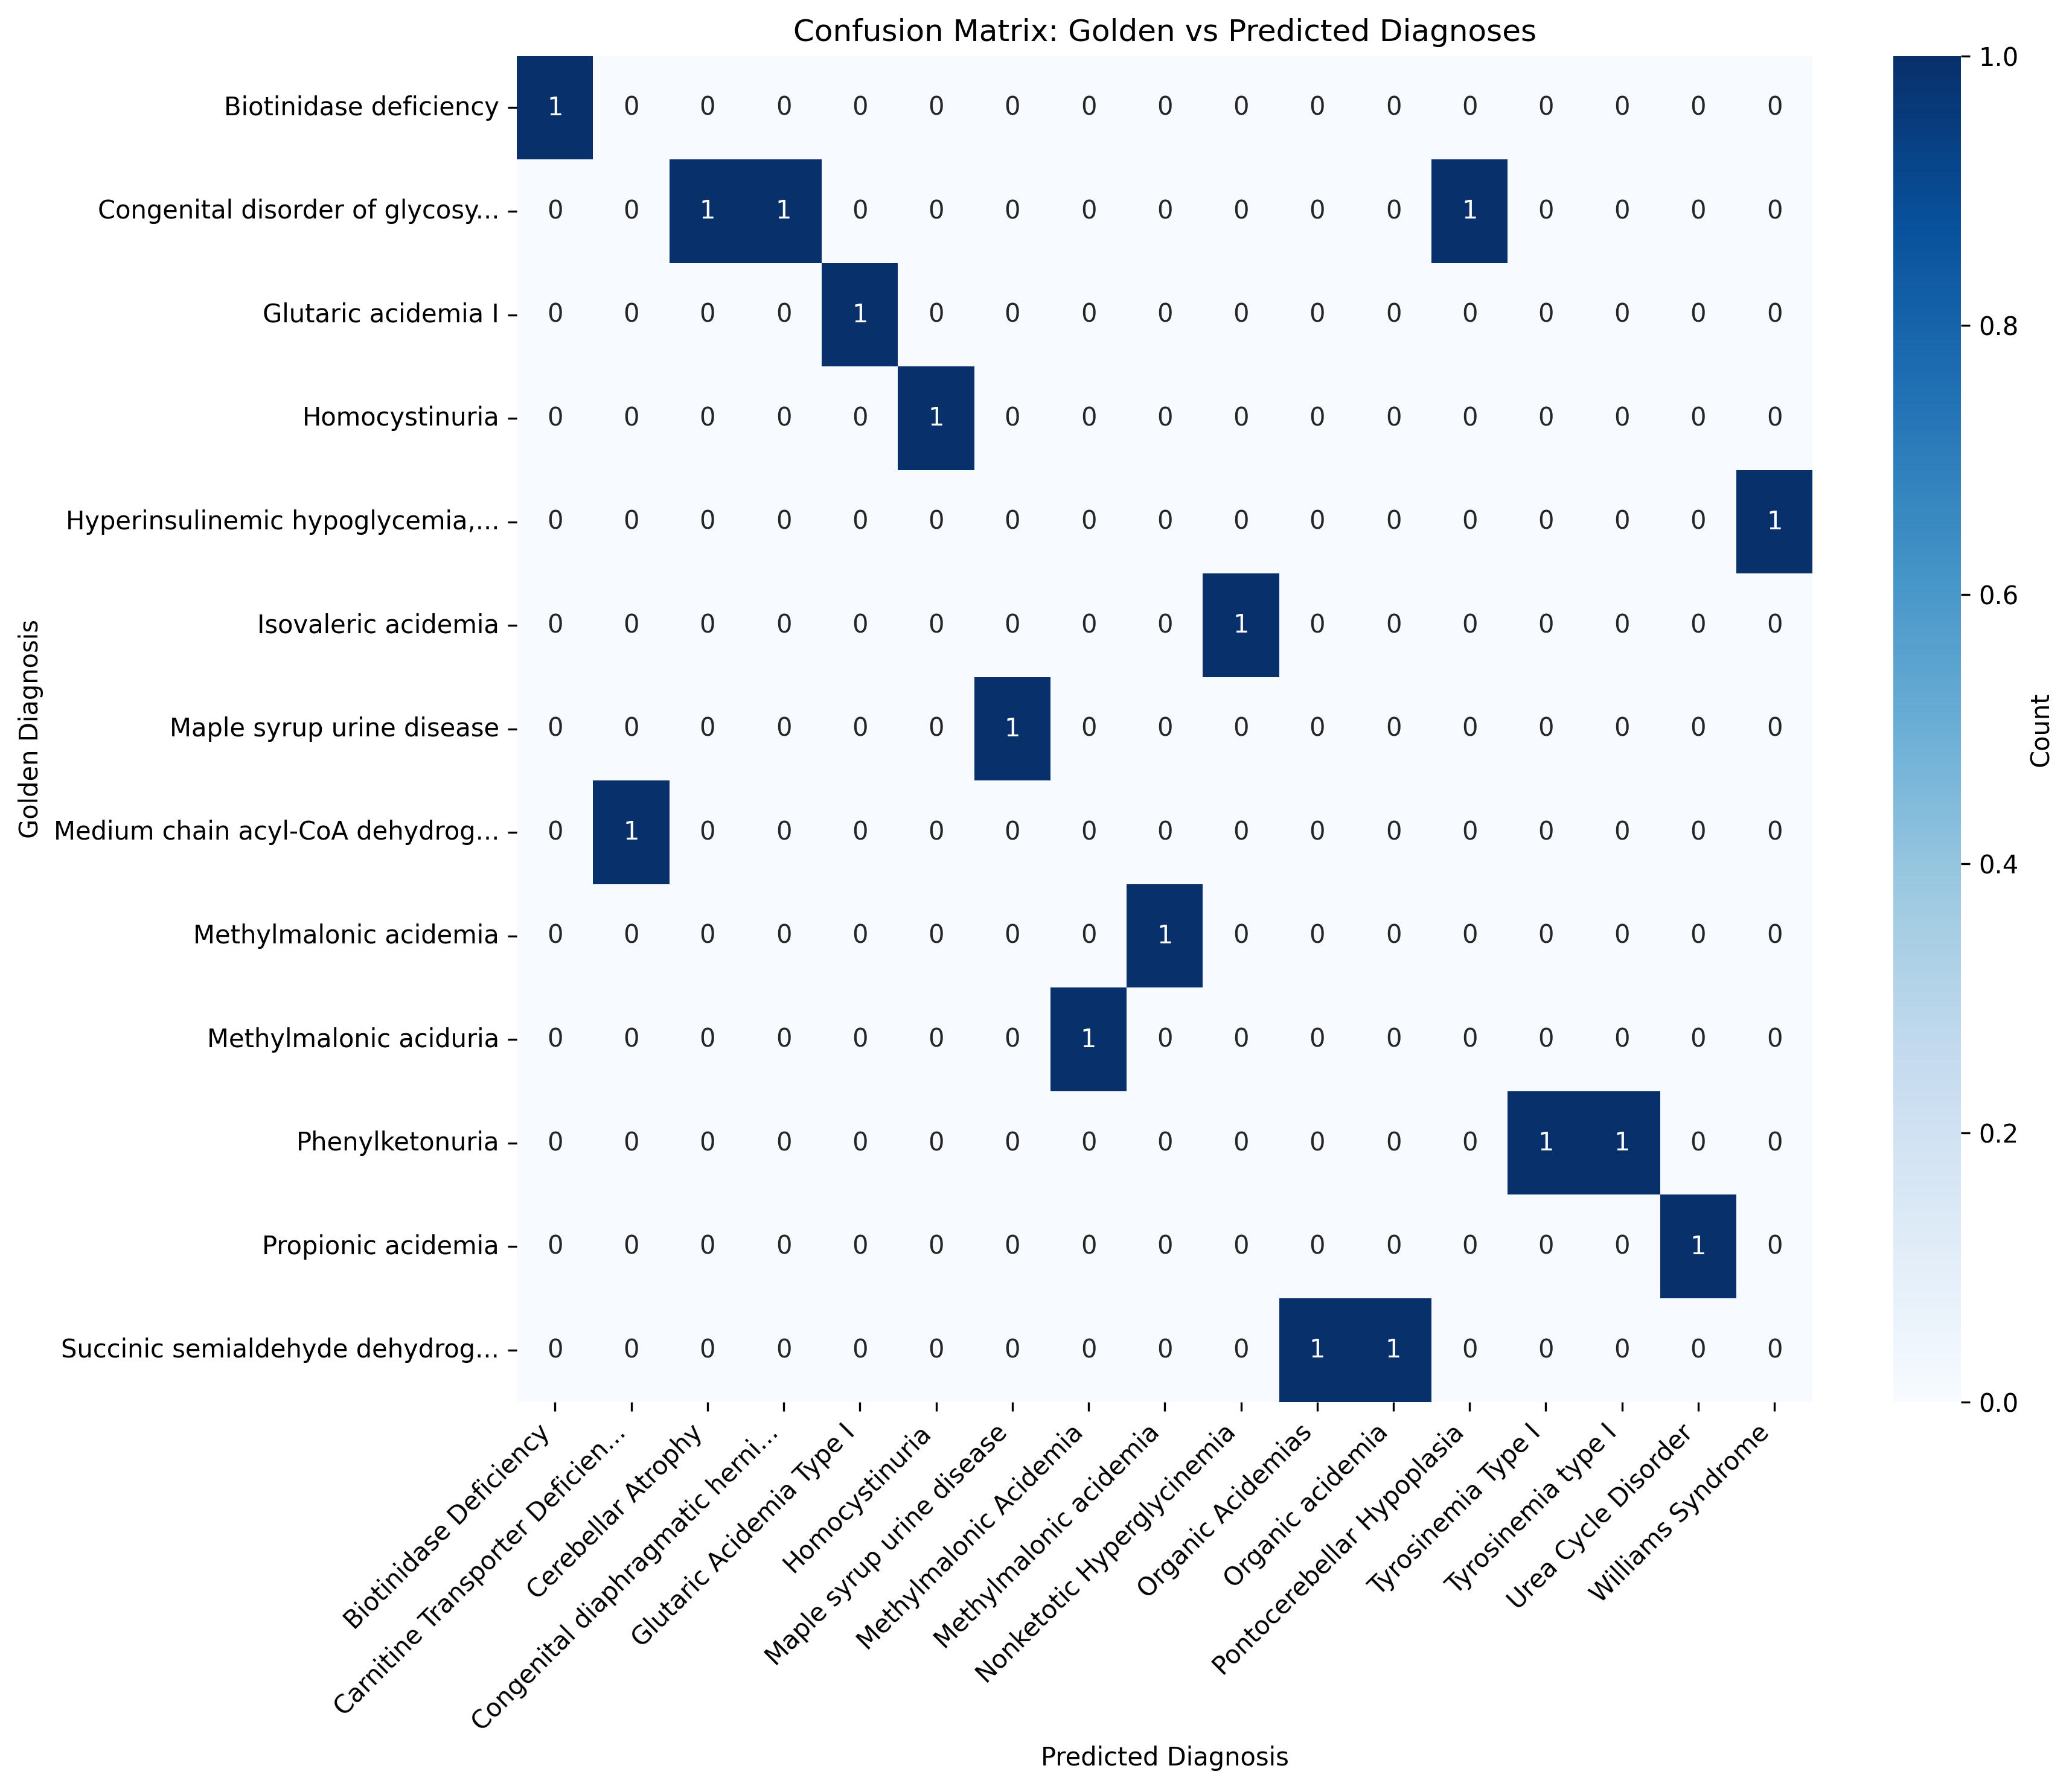 Confusion Matrix: Golden vs Predicted Diagnoses
Biotinidase deficiency 1 0 0 0 0 0 0 0 0 0 0 0 0 0 0 0 0
Congenital disorder of glycosy... 0 0 1 1 0 0 0 0 0 0 0 0 1 0 0 0 0
Glutaric acidemia I 0 0 0 0 1 0 0 0 0 0 0 0 0 0 0 0 0
Homocystinuria 0 0 0 0 0 1 0 0 0 0 0 0 0 0 0 0 0
Hyperinsulinemic hypoglycemia,... 0 0 0 0 0 0 0 0 0 0 0 0 0 0 0 0 1
Isovaleric acidemia 0 0 0 0 0 0 0 0 0 1 0 0 0 0 0 0 0
Maple syrup urine disease 0 0 0 0 0 0 1 0 0 0 0 0 0 0 0 0 0
Medium chain acyl-CoA dehydrog... 0 1 0 0 0 0 0 0 0 0 0 0 0 0 0 0 0
Methylmalonic acidemia 0 0 0 0 0 0 0 0 1 0 0 0 0 0 0 0 0
Methylmalonic aciduria 0 0 0 0 0 0 0 1 0 0 0 0 0 0 0 0 0
Phenylketonuria 0 0 0 0 0 0 0 0 0 0 0 0 0 1 1 0 0
Propionic acidemia 0 0 0 0 0 0 0 0 0 0 0 0 0 0 0 1 0
Succinic semialdehyde dehydrog... 0 0 0 0 0 0 0 0 0 0 1 1 0 0 0 0 0
Golden Diagnosis
Biotinidase Deficiency
Carnitine Transporter Deficien...
Cerebellar Atrophy
Congenital diaphragmatic herni...
Glutaric Acidemia Type I
Homocystinuria
Maple syrup urine disease
Methylmalonic Acidemia
Methylmalonic acidemia
Nonketotic Hyperglycinemia
Organic Acidemias
Organic acidemia
Pontocerebellar Hypoplasia
Tyrosinemia Type I
Tyrosinemia type I
Urea Cycle Disorder
Williams Syndrome
Predicted Diagnosis
1.0
0.8
0.6
0.4
0.2
0.0
Count